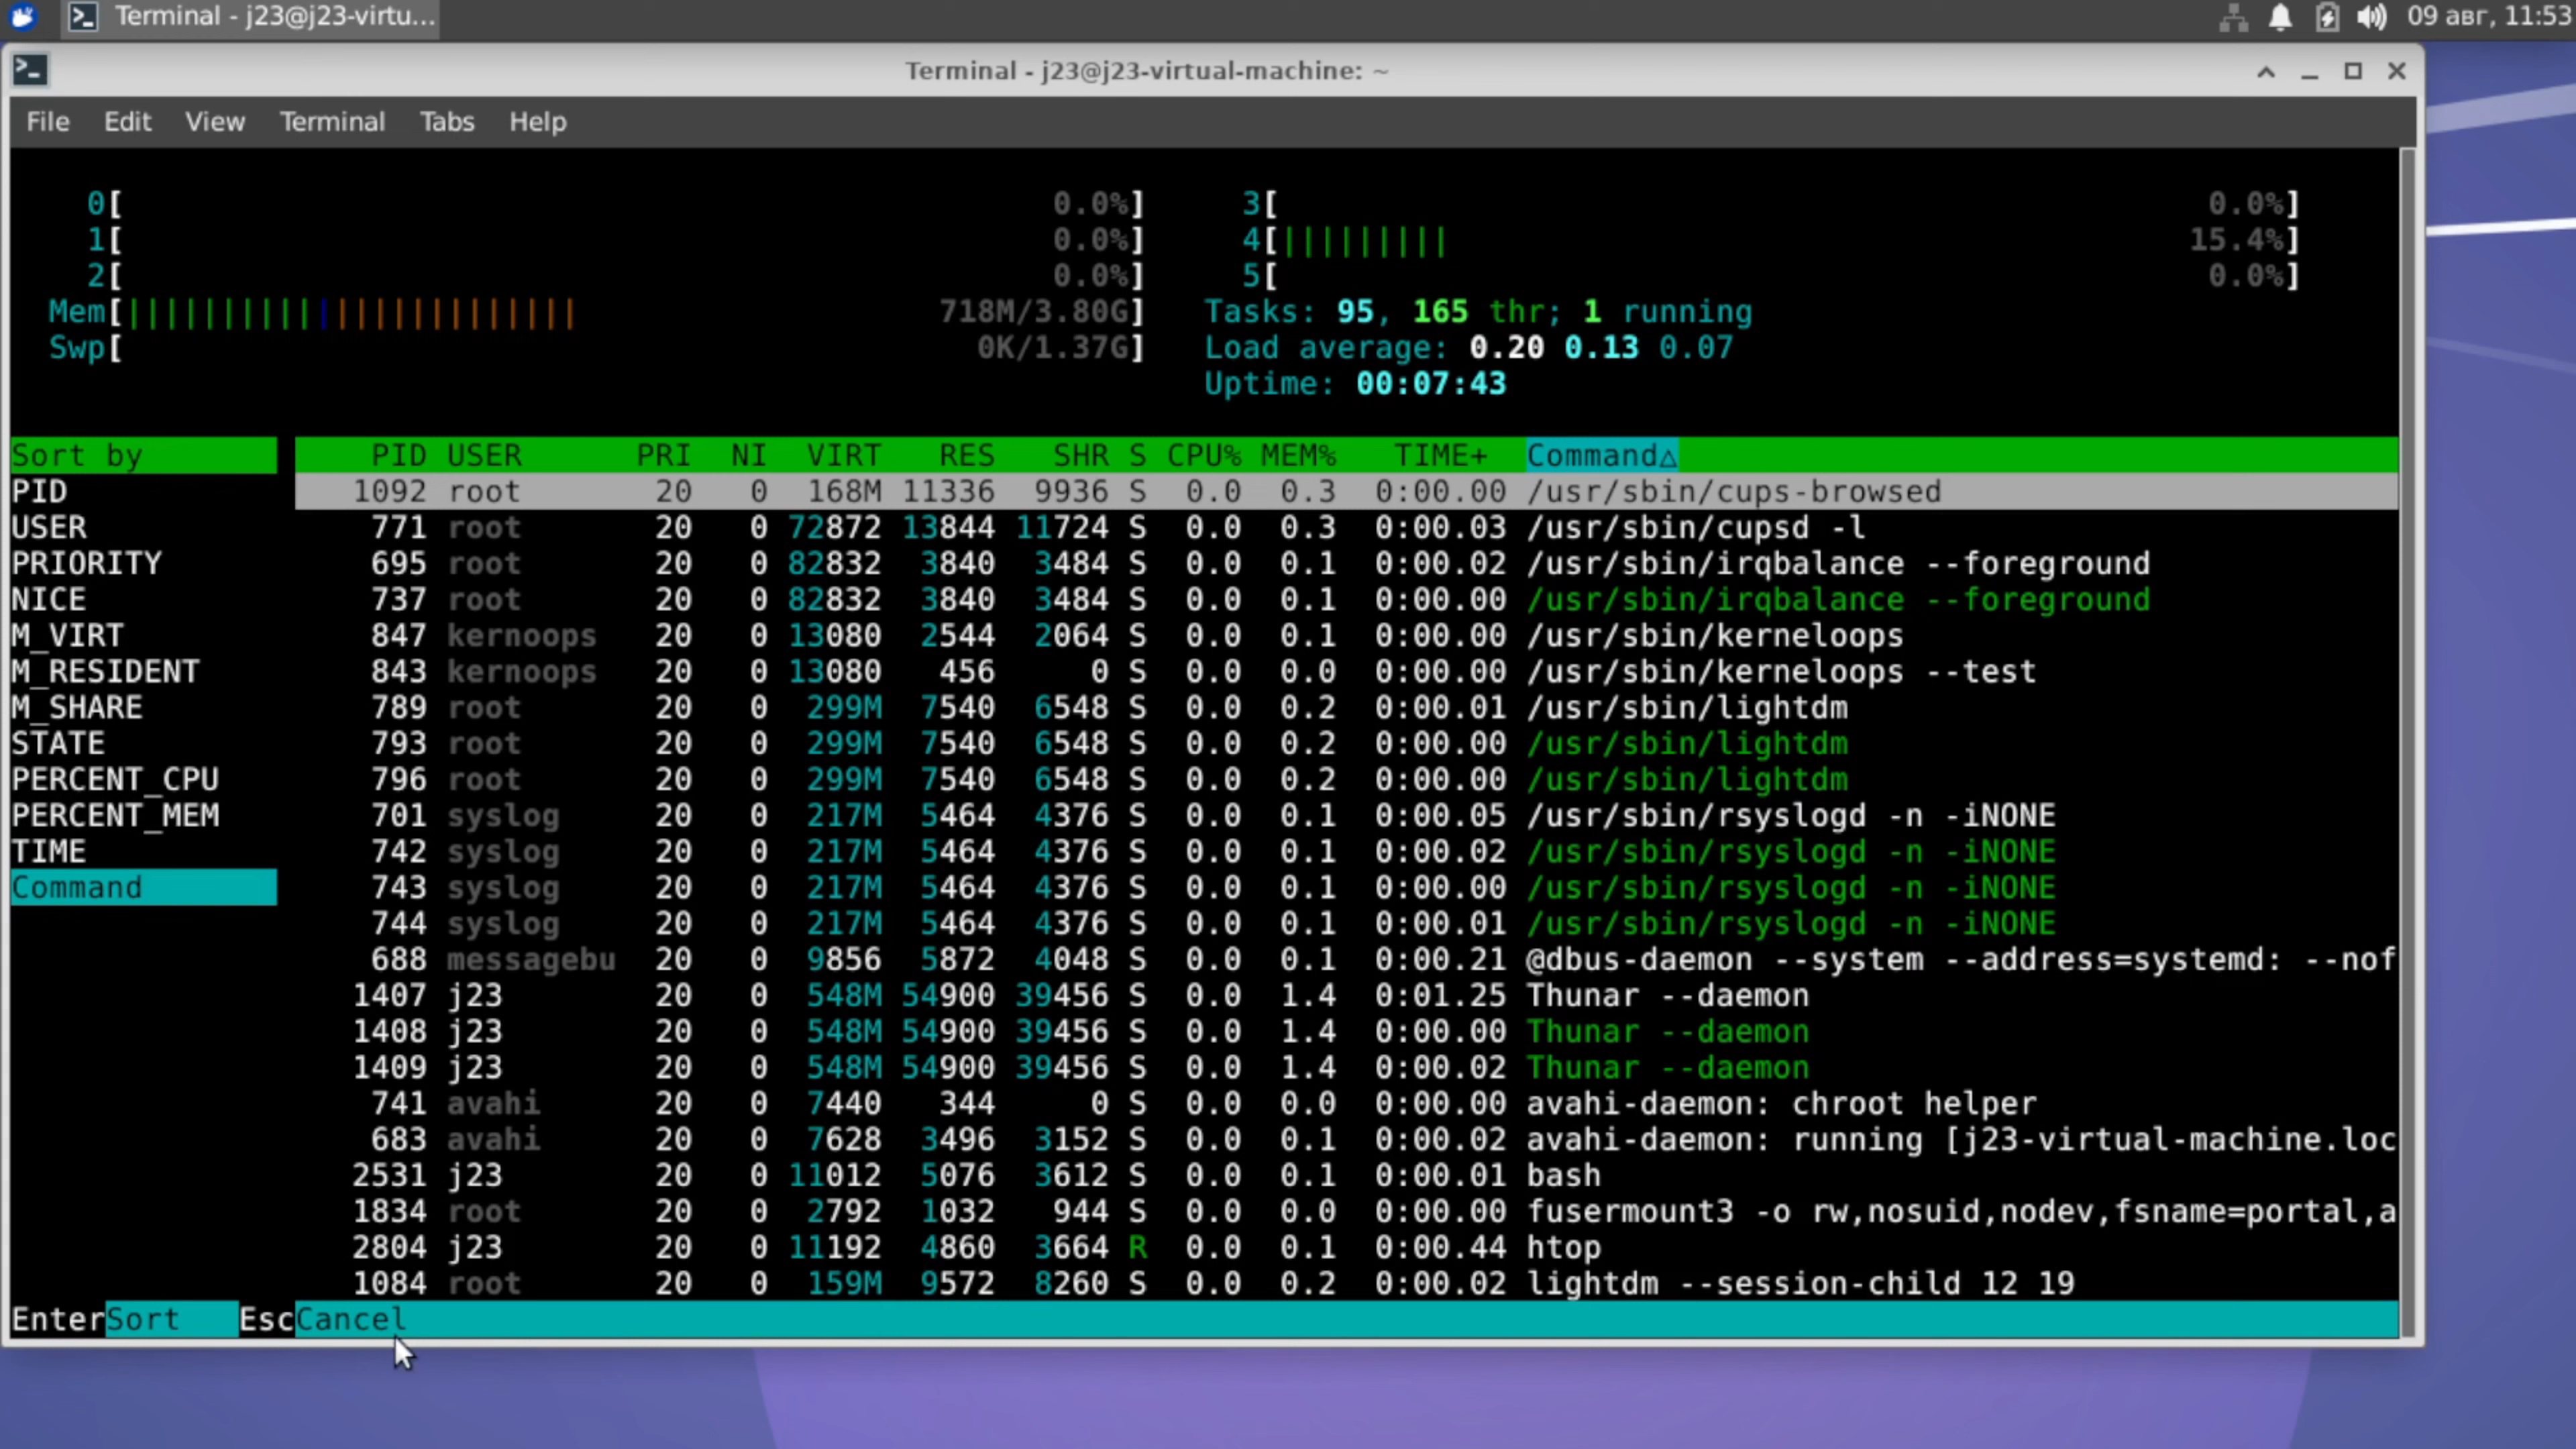 Terminal - j23@j23-virtu...
09 авг, 11:53
Terminal - j23@j23-virtual-machine: ~
File Edit View Terminal Tabs Help
0[ 0.0%] 3[ 0.0%]
1[ 0.0%] 4[||||||||| 15.4%]
2[ 0.0%] 5[ 0.0%]
Mem[|||||||||||||||||||||||||| 718M/3.80G] Tasks: 95, 165 thr; 1 running
Swp[ 0K/1.37G] Load average: 0.20 0.13 0.07
Uptime: 00:07:43
Sort by PID USER PRI NI VIRT RES SHR S CPU% MEM% TIME+ Command△
PID 1092 root 20 0 168M 11336 9936 S 0.0 0.3 0:00.00 /usr/sbin/cups-browsed
USER 771 root 20 0 72872 13844 11724 S 0.0 0.3 0:00.03 /usr/sbin/cupsd -l
PRIORITY 695 root 20 0 82832 3840 3484 S 0.0 0.1 0:00.02 /usr/sbin/irqbalance --foreground
NICE 737 root 20 0 82832 3840 3484 S 0.0 0.1 0:00.00 /usr/sbin/irqbalance --foreground
M_VIRT 847 kernoops 20 0 13080 2544 2064 S 0.0 0.1 0:00.00 /usr/sbin/kerneloops
M_RESIDENT 843 kernoops 20 0 13080 456 0 S 0.0 0.0 0:00.00 /usr/sbin/kerneloops --test
M_SHARE 789 root 20 0 299M 7540 6548 S 0.0 0.2 0:00.01 /usr/sbin/lightdm
STATE 793 root 20 0 299M 7540 6548 S 0.0 0.2 0:00.00 /usr/sbin/lightdm
PERCENT_CPU 796 root 20 0 299M 7540 6548 S 0.0 0.2 0:00.00 /usr/sbin/lightdm
PERCENT_MEM 701 syslog 20 0 217M 5464 4376 S 0.0 0.1 0:00.05 /usr/sbin/rsyslogd -n -iNONE
TIME 742 syslog 20 0 217M 5464 4376 S 0.0 0.1 0:00.02 /usr/sbin/rsyslogd -n -iNONE
Command 743 syslog 20 0 217M 5464 4376 S 0.0 0.1 0:00.00 /usr/sbin/rsyslogd -n -iNONE
744 syslog 20 0 217M 5464 4376 S 0.0 0.1 0:00.01 /usr/sbin/rsyslogd -n -iNONE
688 messagebu 20 0 9856 5872 4048 S 0.0 0.1 0:00.21 @dbus-daemon --system --address=systemd: --nof
1407 j23 20 0 548M 54900 39456 S 0.0 1.4 0:01.25 Thunar --daemon
1408 j23 20 0 548M 54900 39456 S 0.0 1.4 0:00.00 Thunar --daemon
1409 j23 20 0 548M 54900 39456 S 0.0 1.4 0:00.02 Thunar --daemon
741 avahi 20 0 7440 344 0 S 0.0 0.0 0:00.00 avahi-daemon: chroot helper
683 avahi 20 0 7628 3496 3152 S 0.0 0.1 0:00.02 avahi-daemon: running [j23-virtual-machine.loc
2531 j23 20 0 11012 5076 3612 S 0.0 0.1 0:00.01 bash
1834 root 20 0 2792 1032 944 S 0.0 0.0 0:00.00 fusermount3 -o rw,nosuid,nodev,fsname=portal,a
2804 j23 20 0 11192 4860 3664 R 0.0 0.1 0:00.44 htop
1084 root 20 0 159M 9572 8260 S 0.0 0.2 0:00.02 lightdm --session-child 12 19
EnterSort EscCancel